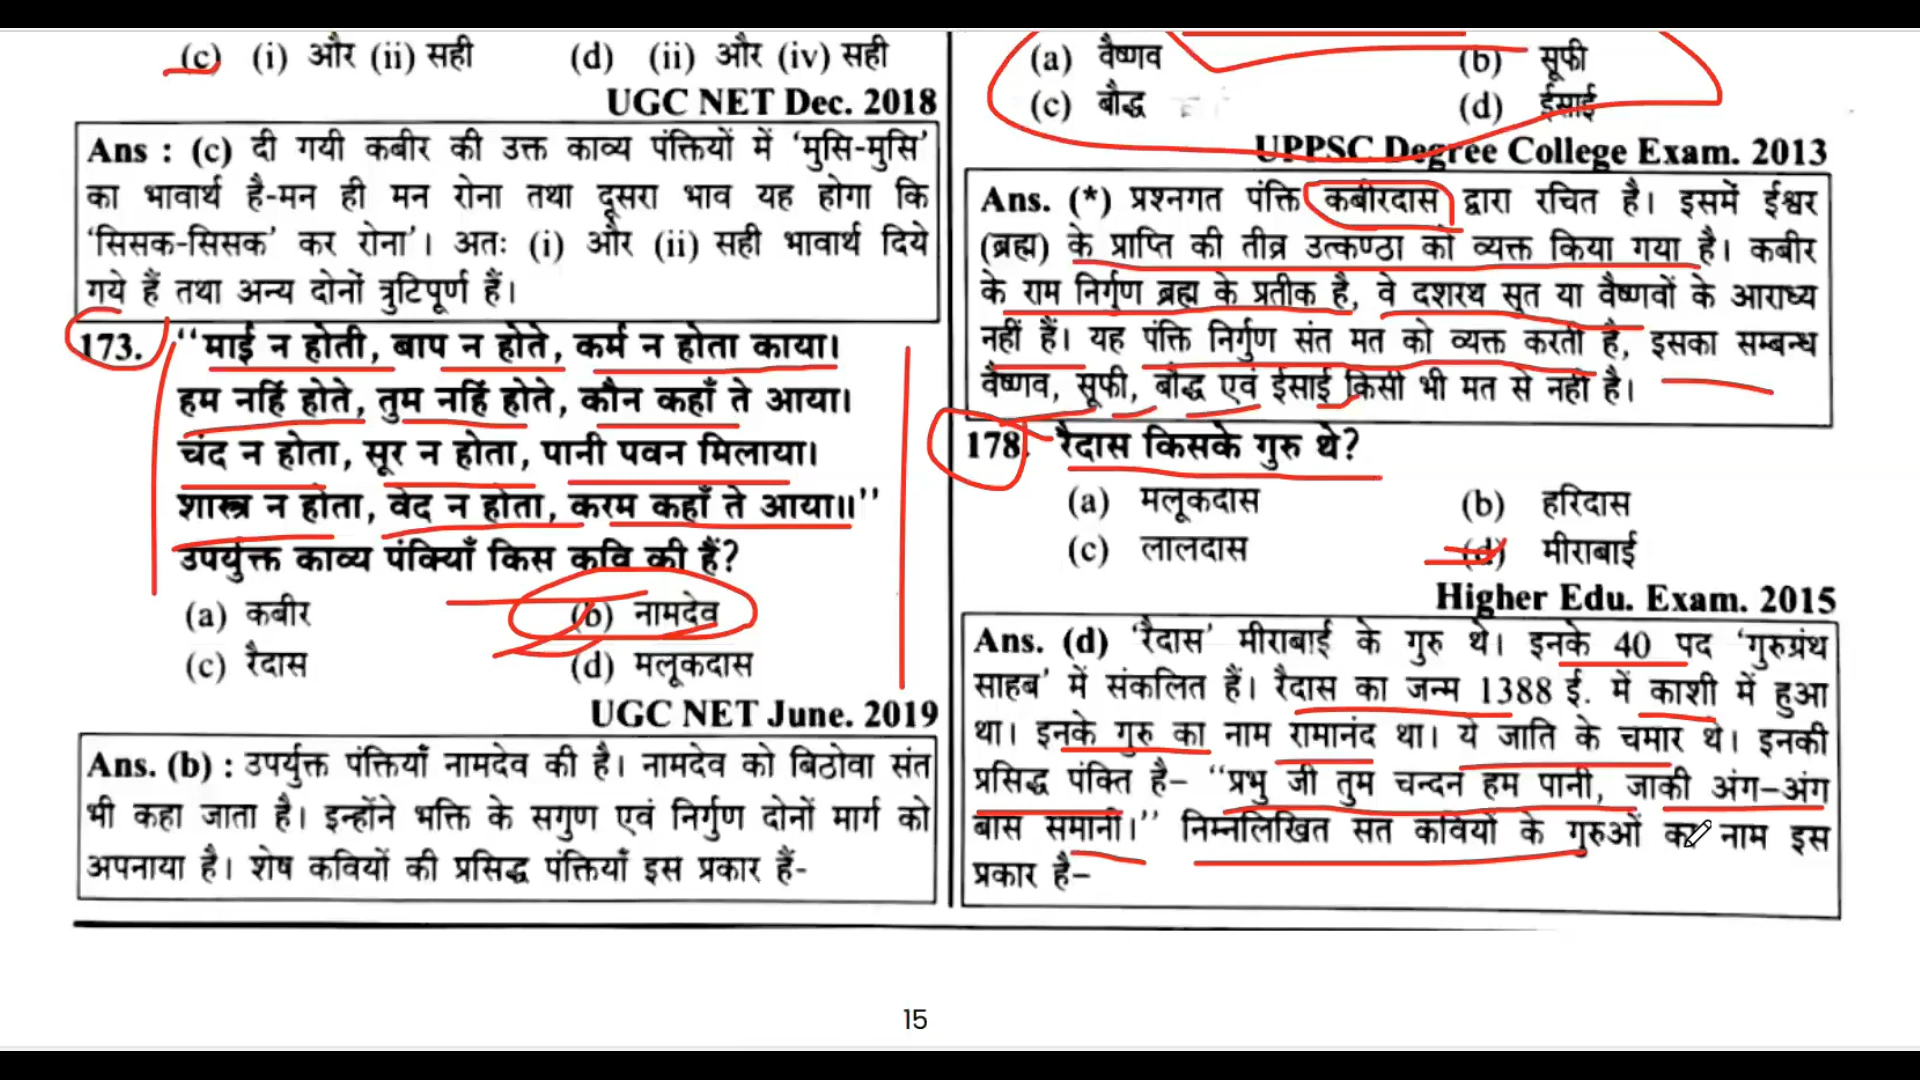 (c) (i) और (ii) सही (d) (ii) और (iv) सही
UGC NET Dec. 2018
Ans : (c) दी गयी कबीर की उक्त काव्य पंक्तियों में ‘मुसि-मुसि’
का भावार्थ है-मन ही मन रोना तथा दूसरा भाव यह होगा कि
‘सिसक-सिसक’ कर रोना’। अतः (i) और (ii) सही भावार्थ दिये
गये हैं तथा अन्य दोनों त्रुटिपूर्ण हैं।
173. ‘‘माई न होती, बाप न होते, कर्म न होता काया।
हम नहिं होते, तुम नहिं होते, कौन कहाँ ते आया।
चंद न होता, सूर न होता, पानी पवन मिलाया।
शास्त्र न होता, वेद न होता, करम कहाँ ते आया॥’’
उपर्युक्त काव्य पंक्तियाँ किस कवि की हैं?
(a) कबीर (b) नामदेव
(c) रैदास (d) मलूकदास
UGC NET June. 2019
Ans. (b) : उपर्युक्त पंक्तियाँ नामदेव की है। नामदेव को बिठोवा संत
भी कहा जाता है। इन्होंने भक्ति के सगुण एवं निर्गुण दोनों मार्ग को
अपनाया है। शेष कवियों की प्रसिद्ध पंक्तियाँ इस प्रकार हैं-
(a) वैष्णव (b) सूफी
(c) बौद्ध (d) ईसाई
UPPSC Degree College Exam. 2013
Ans. (*) प्रश्नगत पंक्ति कबीरदास द्वारा रचित है। इसमें ईश्वर
(ब्रह्म) के प्राप्ति की तीव्र उत्कण्ठा को व्यक्त किया गया है। कबीर
के राम निर्गुण ब्रह्म के प्रतीक है, वे दशरथ सुत या वैष्णवों के आराध्य
नहीं हैं। यह पंक्ति निर्गुण संत मत को व्यक्त करती है, इसका सम्बन्ध
वैष्णव, सूफी, बौद्ध एवं ईसाई किसी भी मत से नहीं है।
178. रैदास किसके गुरु थे?
(a) मलूकदास (b) हरिदास
(c) लालदास (d) मीराबाई
Higher Edu. Exam. 2015
Ans. (d) ‘रैदास’ मीराबाई के गुरु थे। इनके 40 पद ‘गुरुग्रंथ
साहब’ में संकलित हैं। रैदास का जन्म 1388 ई. में काशी में हुआ
था। इनके गुरु का नाम रामानंद था। ये जाति के चमार थे। इनकी
प्रसिद्ध पंक्ति है– ‘‘प्रभु जी तुम चन्दन हम पानी, जाकी अंग–अंग
बास समानी।’’ निम्नलिखित संत कवियों के गुरुओं का नाम इस
प्रकार है–
15